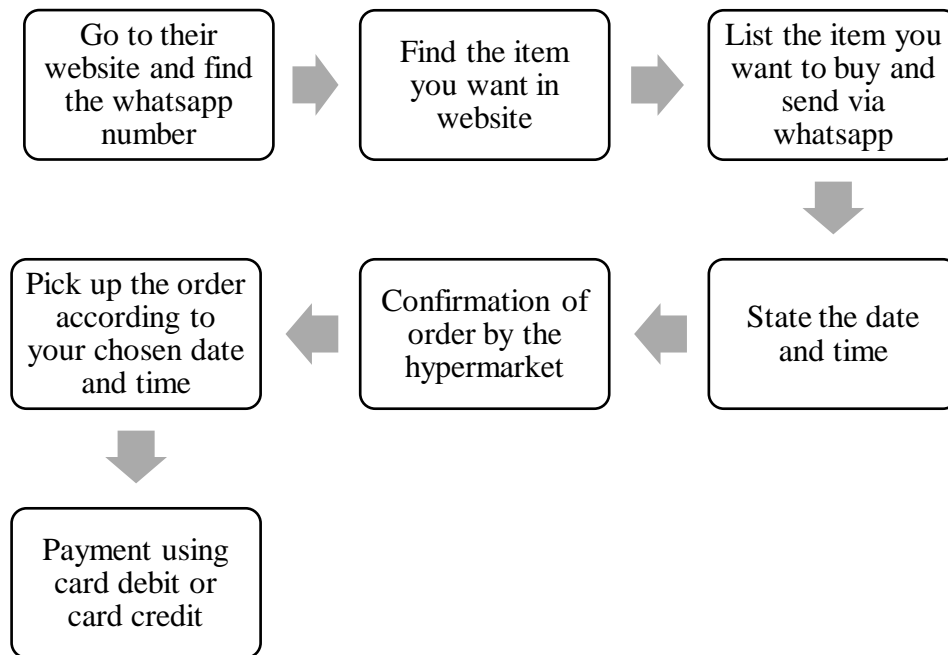 Go to their
website and find
the whatsapp
number
Find the item
you want in
website
List the item you
want to buy and
send via
whatsapp
State the date
and time
Confirmation of
order by the
hypermarket
Pick up the order
according to
your chosen date
and time
Payment using
card debit or
card credit